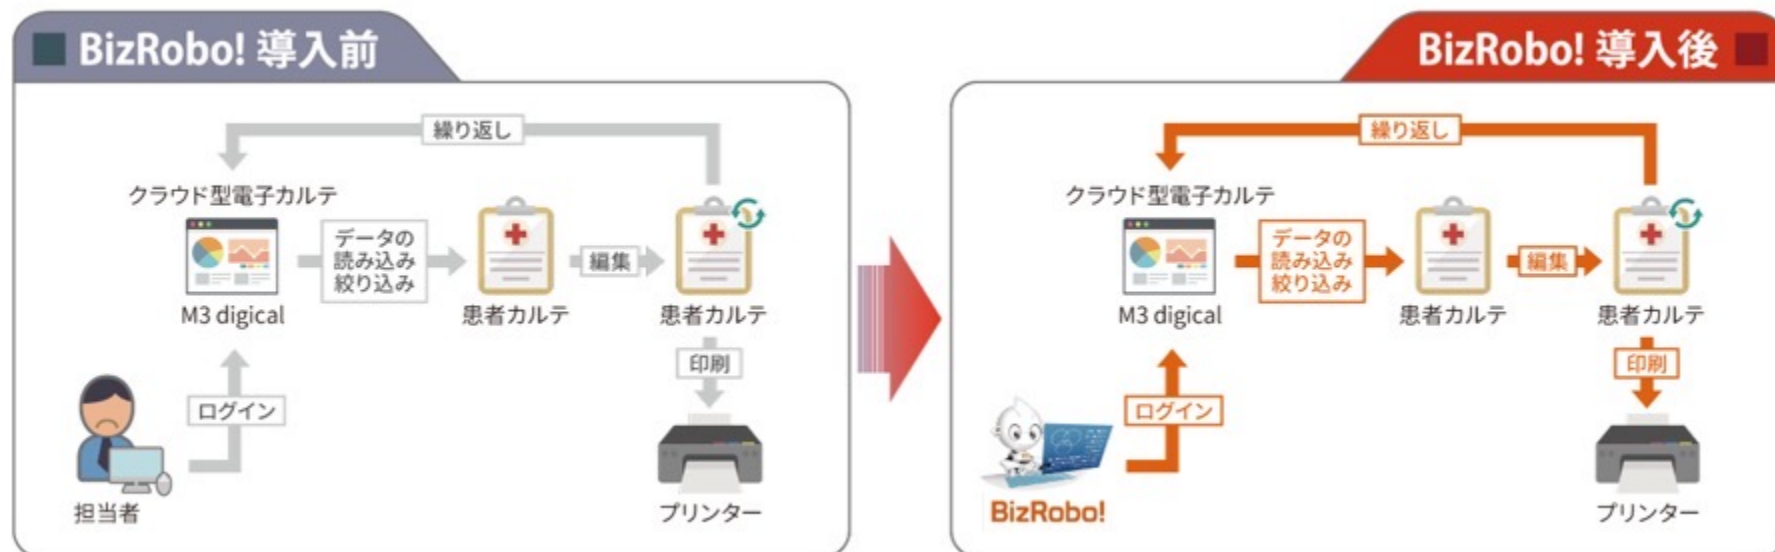 BizRobo! 導入前
繰り返し
クラウド型電子カルテ
データの
読み込み
絞り込み
編集
M3 digical
患者カルテ
患者カルテ
印刷
ログイン
担当者
プリンター
BizRobo! 導入後
繰り返し
クラウド型電子カルテ
データの
読み込み
絞り込み
編集
M3 digical
患者カルテ
患者カルテ
印刷
ログイン
BizRobo!
プリンター